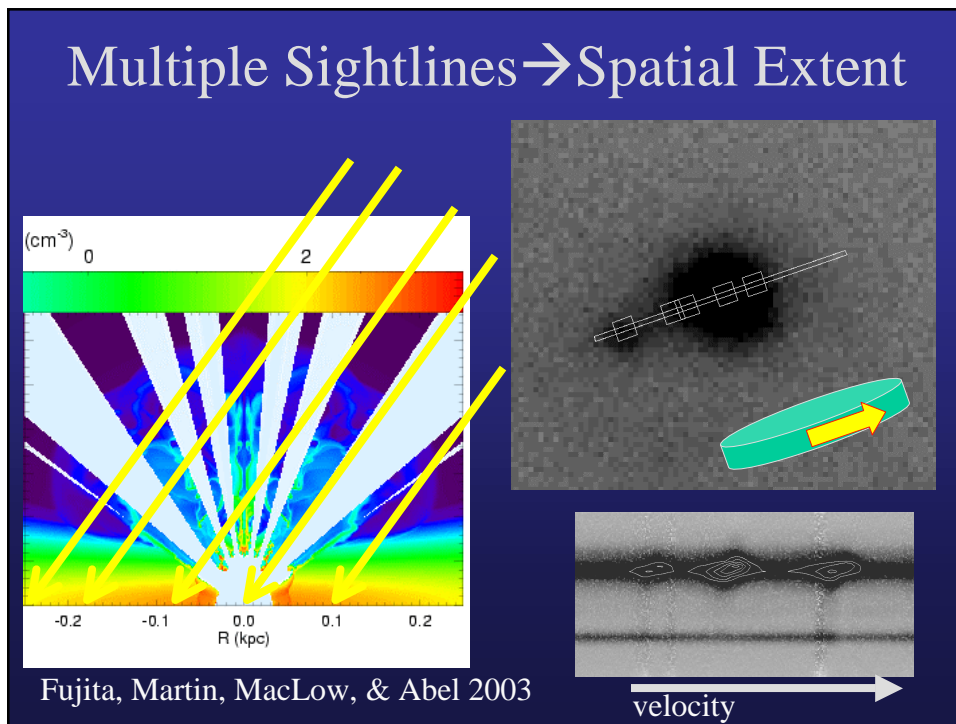 Multiple Sightlines→Spatial Extent
(cm⁻³) 0 2
-0.2 -0.1 0.0 0.1 0.2
R (kpc)
Fujita, Martin, MacLow, & Abel 2003
velocity